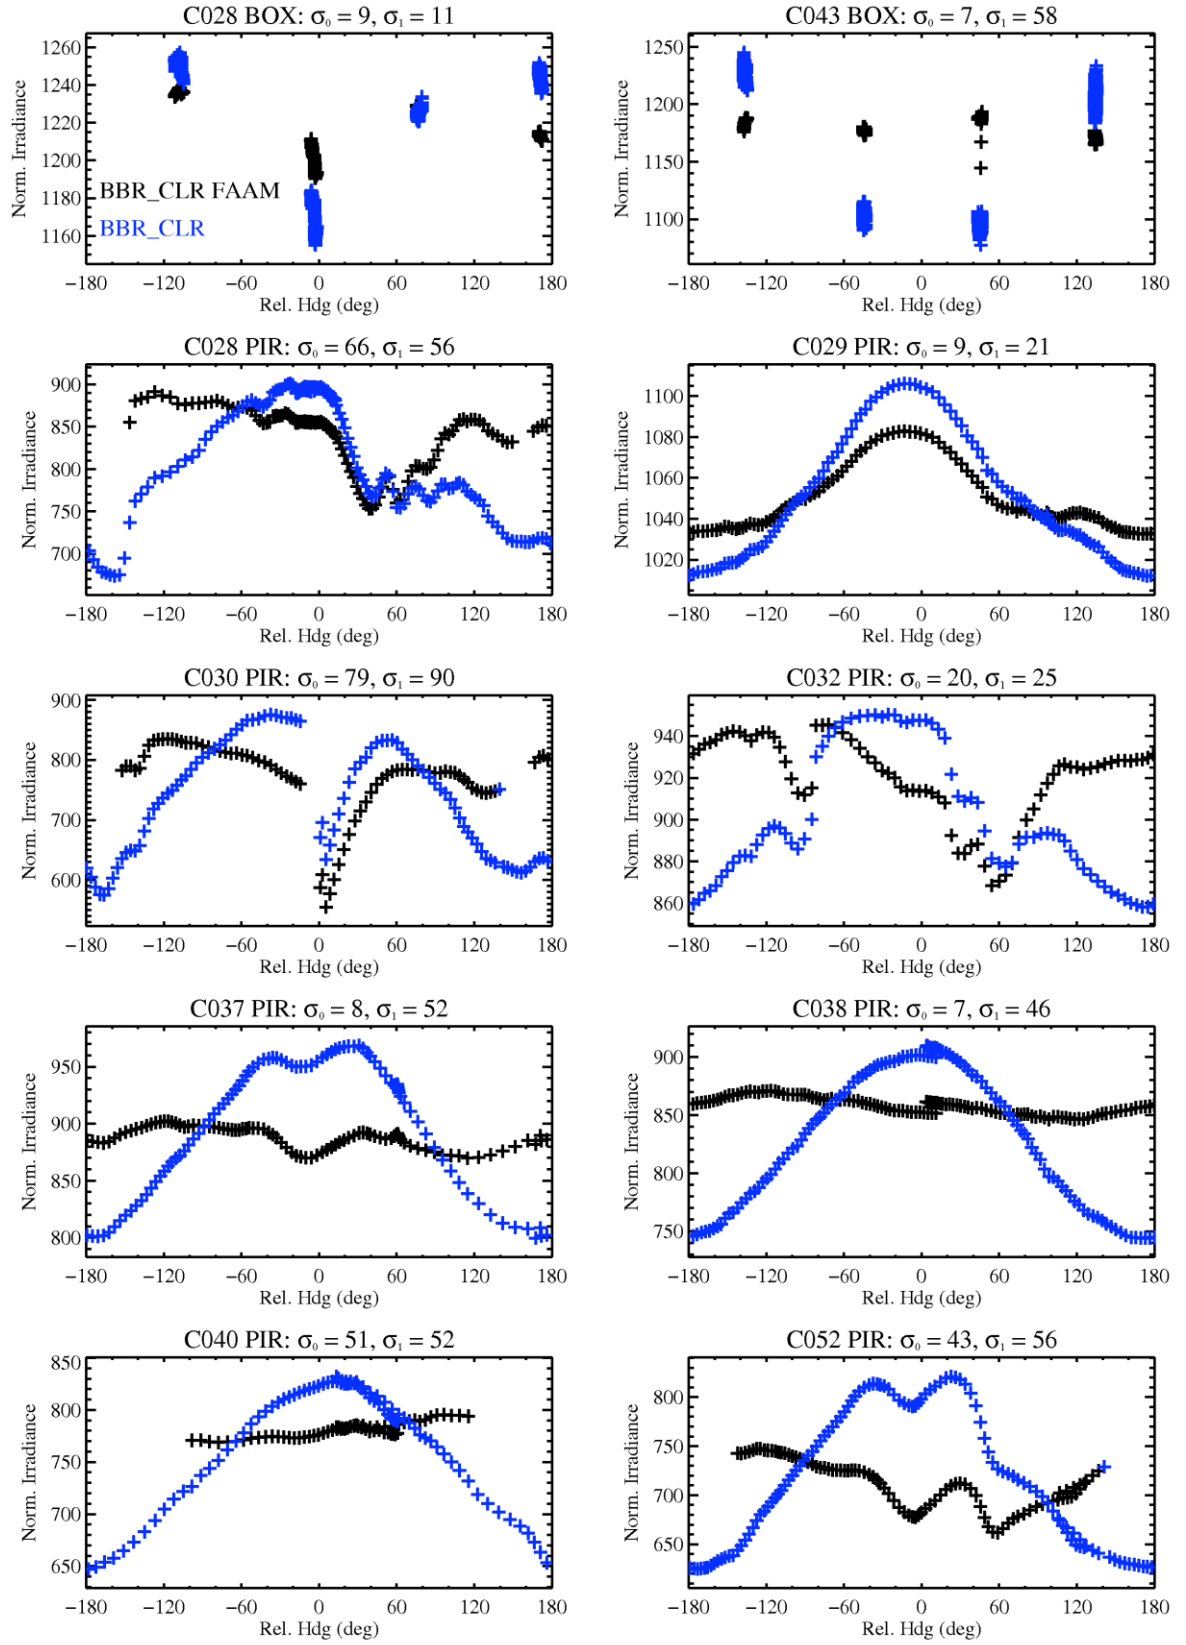 C028 BOX: σ₀ = 9, σ₁ = 11
Norm. Irradiance
1260
1240
1220
1200
1180
1160
BBR_CLR FAAM
BBR_CLR
−180 −120 −60 0 60 120 180
Rel. Hdg (deg)
C043 BOX: σ₀ = 7, σ₁ = 58
Norm. Irradiance
1250
1200
1150
1100
−180 −120 −60 0 60 120 180
Rel. Hdg (deg)
C028 PIR: σ₀ = 66, σ₁ = 56
Norm. Irradiance
900
850
800
750
700
−180 −120 −60 0 60 120 180
Rel. Hdg (deg)
C029 PIR: σ₀ = 9, σ₁ = 21
Norm. Irradiance
1100
1080
1060
1040
1020
−180 −120 −60 0 60 120 180
Rel. Hdg (deg)
C030 PIR: σ₀ = 79, σ₁ = 90
Norm. Irradiance
900
800
700
600
−180 −120 −60 0 60 120 180
Rel. Hdg (deg)
C032 PIR: σ₀ = 20, σ₁ = 25
Norm. Irradiance
940
920
900
880
860
−180 −120 −60 0 60 120 180
Rel. Hdg (deg)
C037 PIR: σ₀ = 8, σ₁ = 52
Norm. Irradiance
950
900
850
800
−180 −120 −60 0 60 120 180
Rel. Hdg (deg)
C038 PIR: σ₀ = 7, σ₁ = 46
Norm. Irradiance
900
850
800
750
−180 −120 −60 0 60 120 180
Rel. Hdg (deg)
C040 PIR: σ₀ = 51, σ₁ = 52
Norm. Irradiance
850
800
750
700
650
−180 −120 −60 0 60 120 180
Rel. Hdg (deg)
C052 PIR: σ₀ = 43, σ₁ = 56
Norm. Irradiance
800
750
700
650
−180 −120 −60 0 60 120 180
Rel. Hdg (deg)